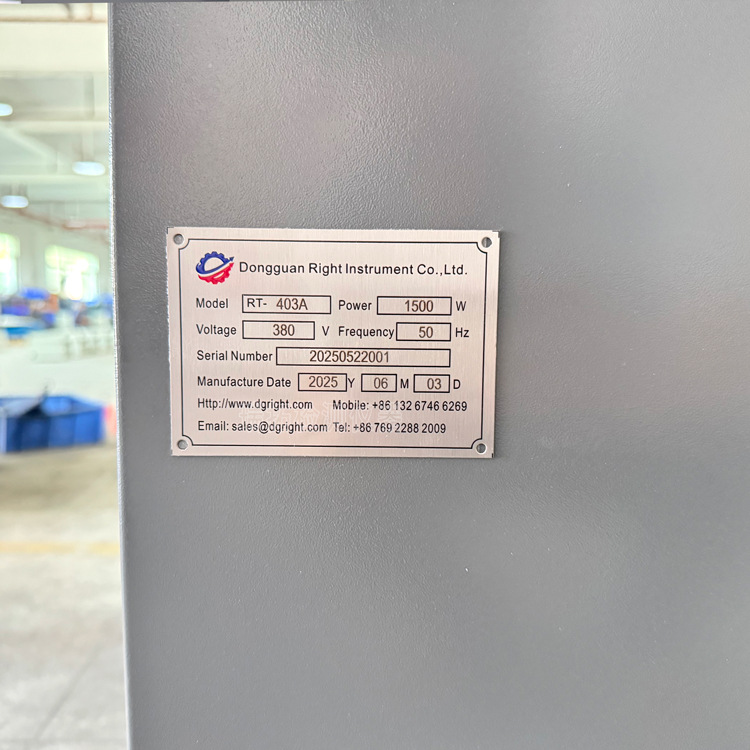 Dongguan Right Instrument Co.,Ltd.
Model RT- 403A Power 1500 W
Voltage 380 V Frequency 50 Hz
Serial Number 20250522001
Manufacture Date 2025 Y 06 M 03 D
Http://www.dgright.com Mobile: +86 132 6746 6269
Email: sales@dgright.com Tel: +86 769 2288 2009